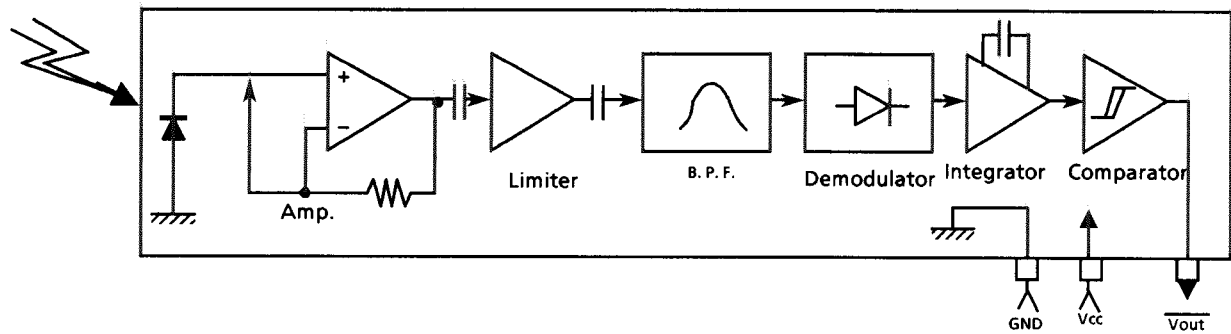 +
−
Amp.
Limiter
B. P. F.
Demodulator
Integrator
Comparator
GND
Vcc
Vout